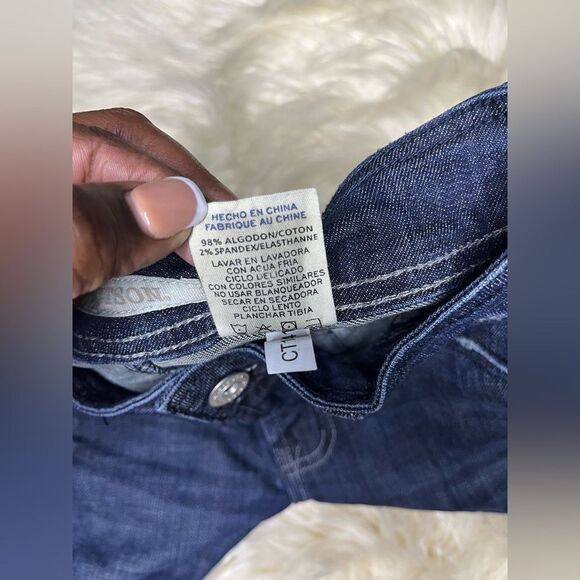 HECHO EN CHINA
FABRIQUE AU CHINE
98% ALGODON/COTON
2% SPANDEX/ELASTHANNE
LAVAR EN LAVADORA
CON AGUA FRIA
CICLO DELICADO
CON COLORES SIMILARES
NO USAR BLANQUEADOR
SECAR EN SECADORA
CICLO LENTO
PLANCHAR TIBIA